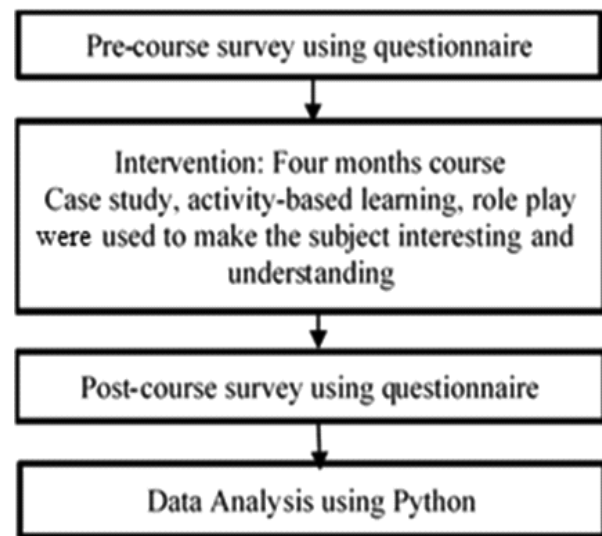 Pre-course survey using questionnaire
Intervention: Four months course
Case study, activity-based learning, role play
were used to make the subject interesting and
understanding
Post-course survey using questionnaire
Data Analysis using Python